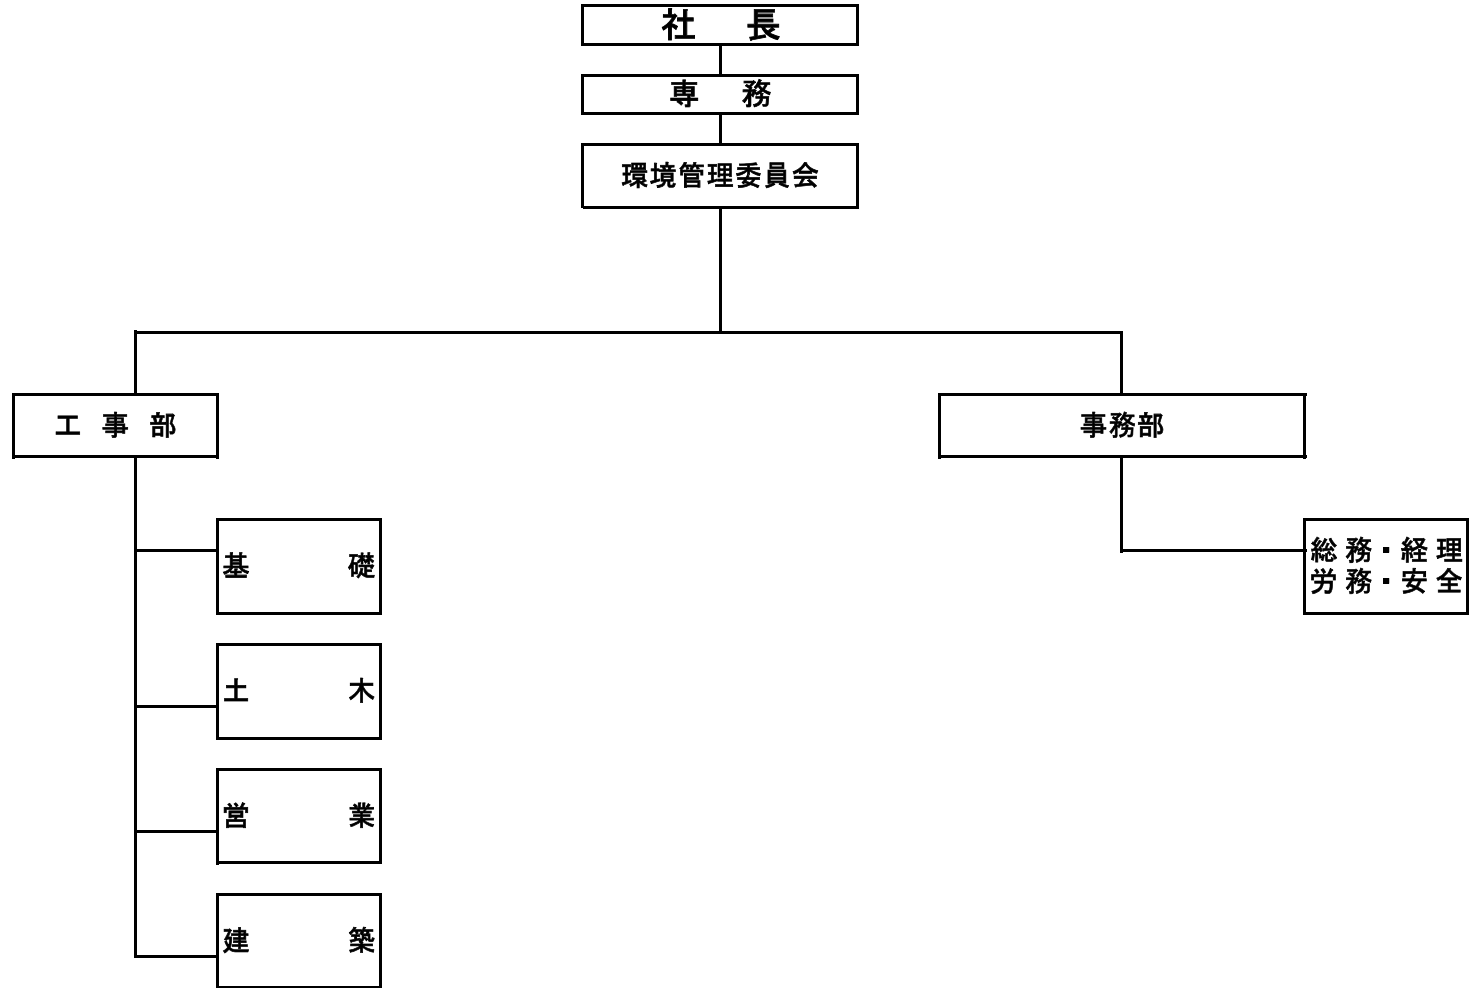 社　長
専　務
環境管理委員会
工 事 部
事務部
基　礎
総 務・経 理
労 務・安 全
土　木
営　業
建　築